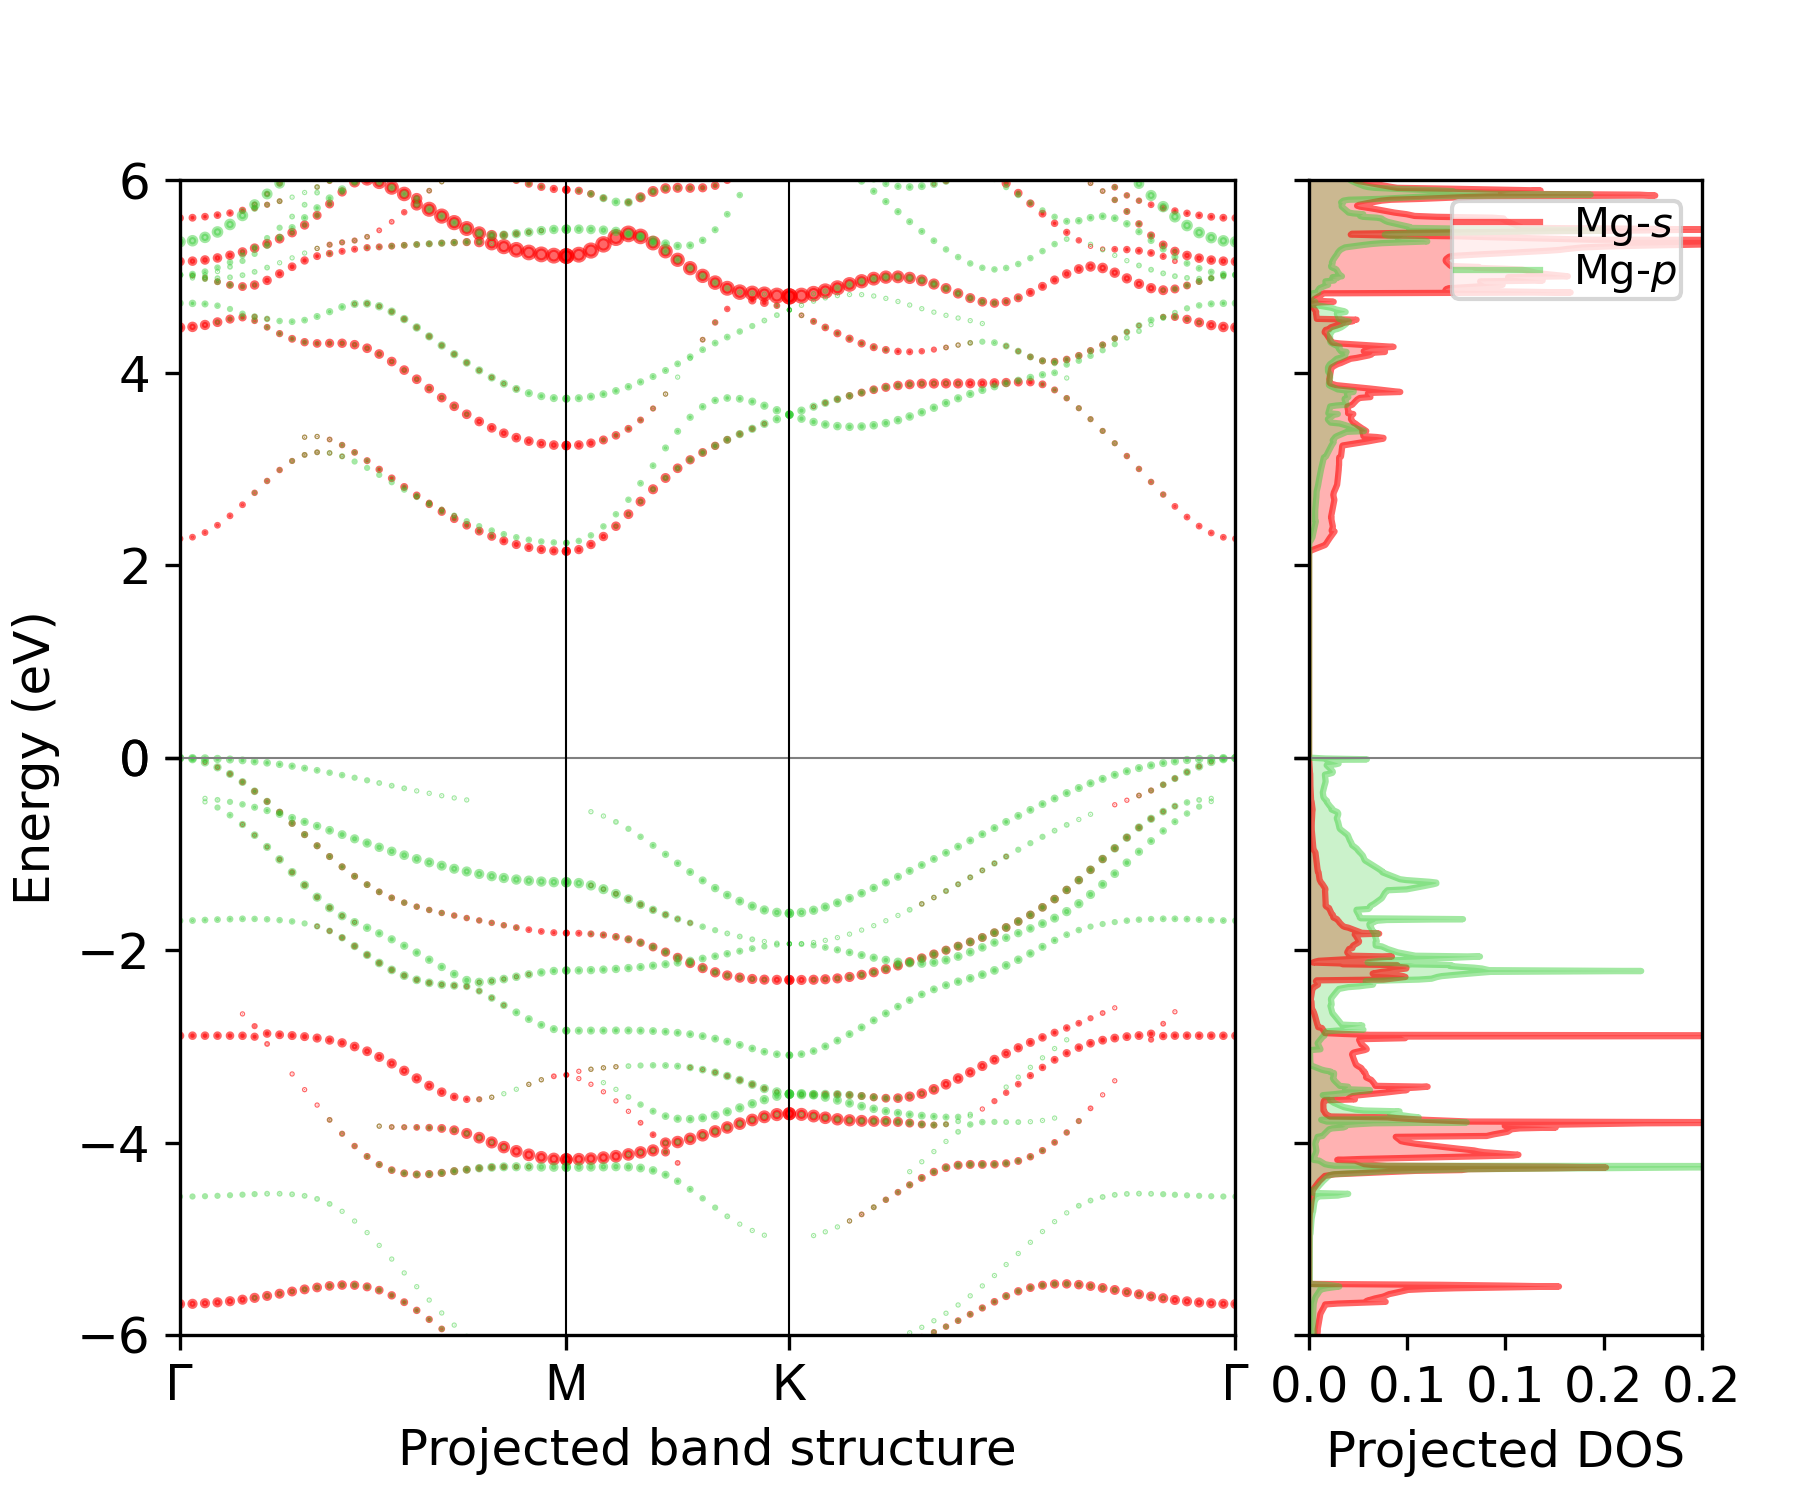 6
4
2
0
−2
−4
−6
Energy (eV)
Γ
M
K
Γ
Projected band structure
Mg-s
Mg-p
0.0
0.1
0.1
0.2
0.2
Projected DOS